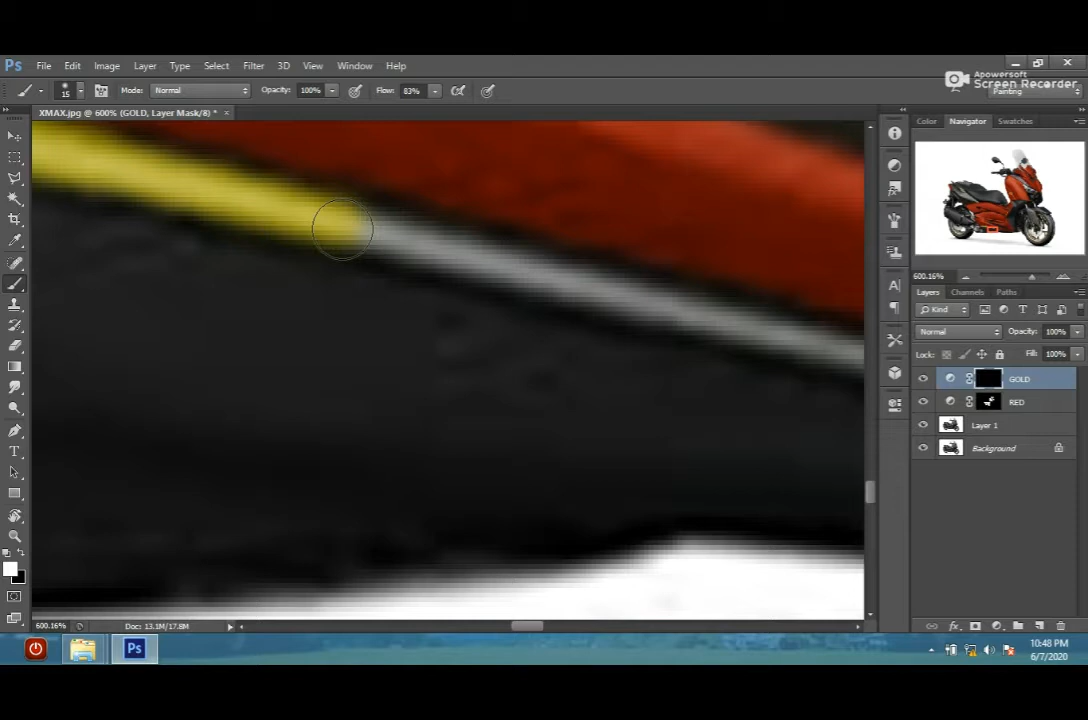 Ps File Edit Image Layer Type Select Filter 3D View Window Help
Apowersoft
Screen Recorder
15 Mode: Normal Opacity: 100% Flow: 83% Painting
XMAX.jpg @ 600% (GOLD, Layer Mask/8) * ×
Color Navigator Swatches
600.16%
Layers Channels Paths
Kind
Normal Opacity: 100%
Lock: Fill: 100%
GOLD
RED
Layer 1
Background
600.16% Doc: 13.1M/17.8M
Ps
10:48 PM
6/7/2020